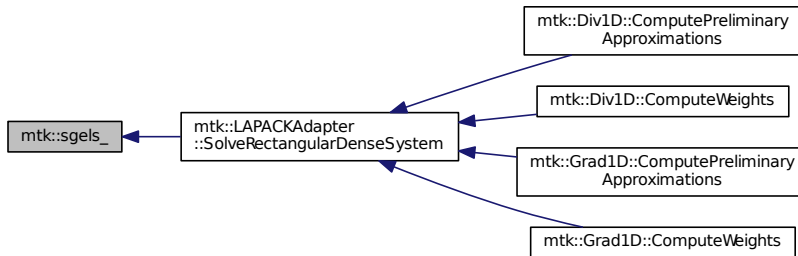 mtk::sgels_
mtk::LAPACKAdapter
::SolveRectangularDenseSystem
mtk::Div1D::ComputePreliminary
Approximations
mtk::Div1D::ComputeWeights
mtk::Grad1D::ComputePreliminary
Approximations
mtk::Grad1D::ComputeWeights